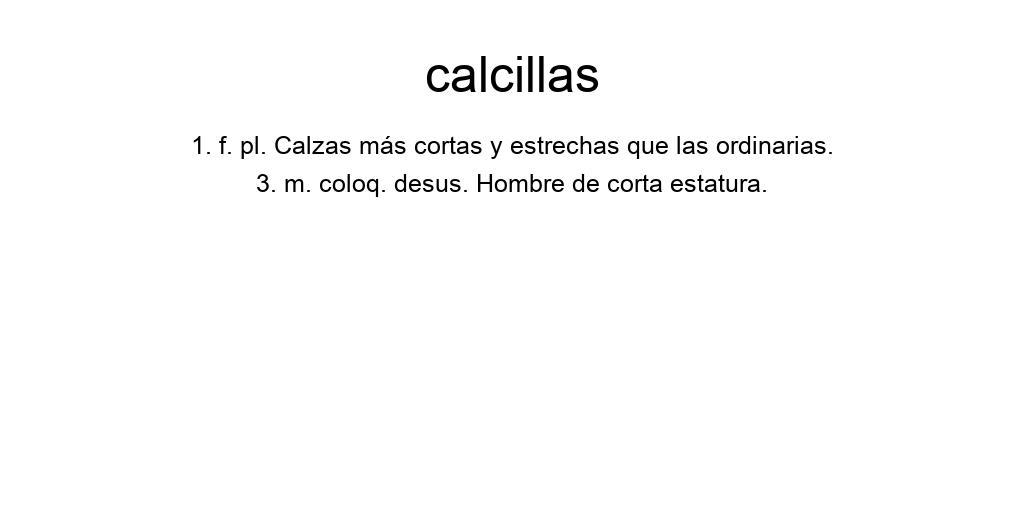 calcillas
1. f. pl. Calzas más cortas y estrechas que las ordinarias.
3. m. coloq. desus. Hombre de corta estatura.